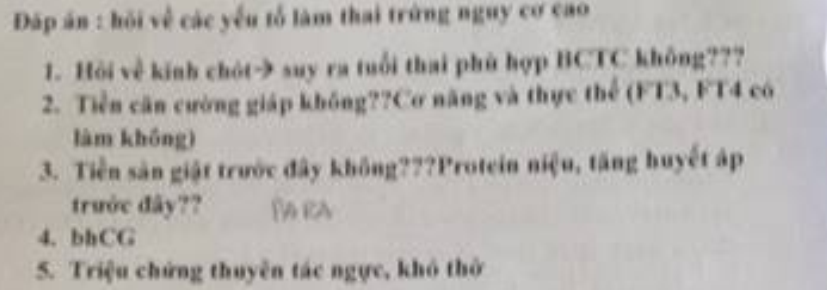 Đáp án : hỏi về các yếu tố làm thai trứng nguy cơ cao
1. Hỏi về kinh chót→ suy ra tuổi thai phù hợp BCTC không???
2. Tiền căn cường giáp không??Cơ năng và thực thể (FT3, FT4 có
làm không)
3. Tiền sản giật trước đây không???Protein niệu, tăng huyết áp
trước đây?? PARA
4. bhCG
5. Triệu chứng thuyên tác ngực, khó thở